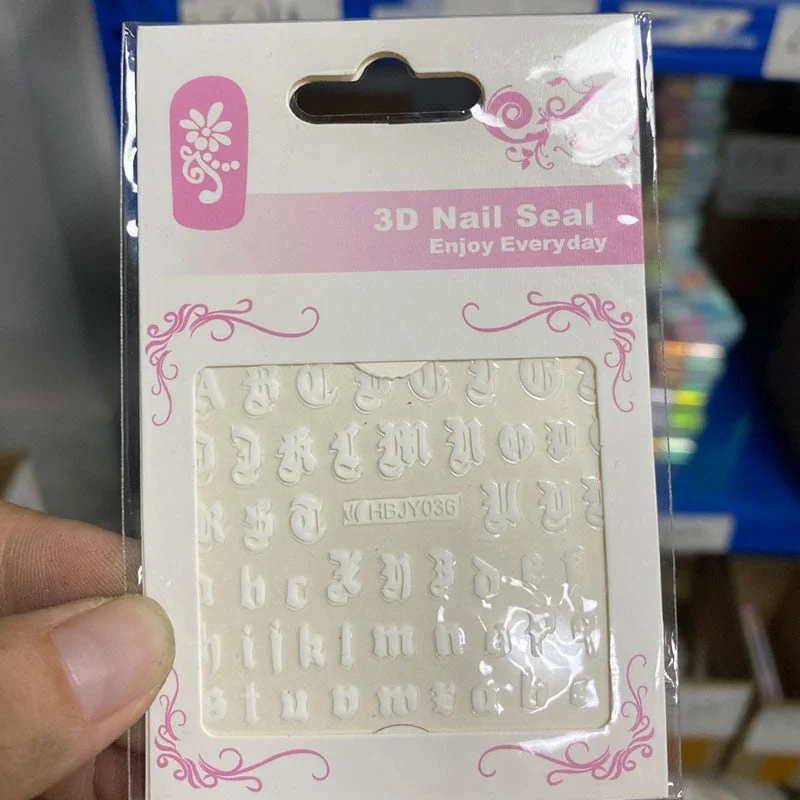 3D Nail Seal
Enjoy Everyday
A B C D E F G
J K L M N O P
R S T HBJY036 U V
a b c X Y Z d e f
h i j k l m n o p q
s t u v w x z a b c